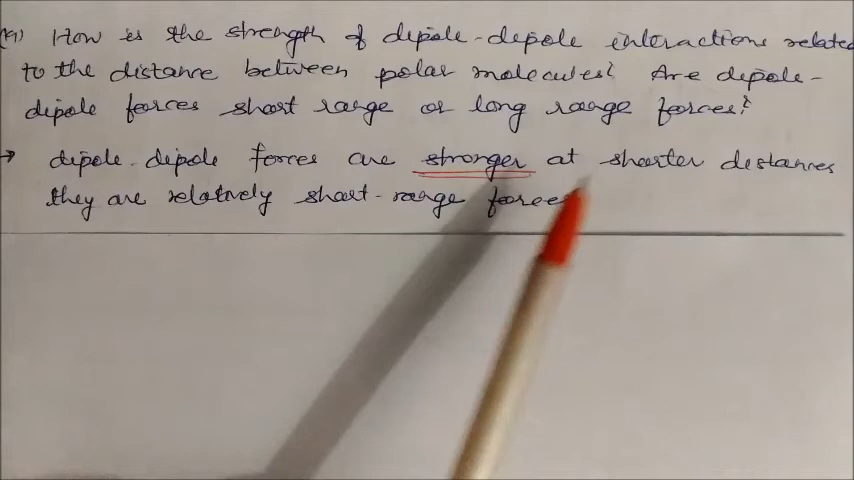 (19) How is the strength of dipole-dipole interactions related
to the distance between polar molecules? Are dipole-
dipole forces short range or long range forces?
→ dipole-dipole forces are stronger at shorter distances
they are relatively short-range forces